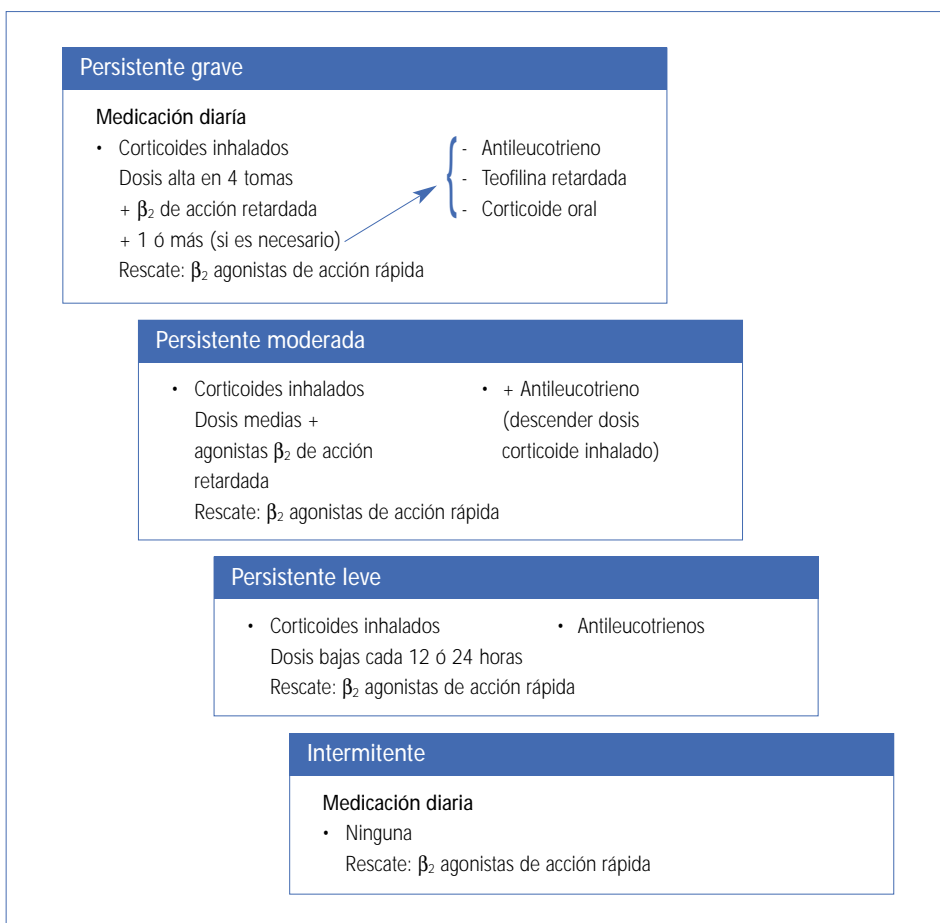 Persistente grave
Medicación diaría
• Corticoides inhalados
Dosis alta en 4 tomas
+ β₂ de acción retardada
+ 1 ó más (si es necesario)
Rescate: β₂ agonistas de acción rápida
- Antileucotrieno
- Teofilina retardada
- Corticoide oral
Persistente moderada
• Corticoides inhalados
Dosis medias +
agonistas β₂ de acción
retardada
Rescate: β₂ agonistas de acción rápida
• + Antileucotrieno
(descender dosis
corticoide inhalado)
Persistente leve
• Corticoides inhalados
Dosis bajas cada 12 ó 24 horas
Rescate: β₂ agonistas de acción rápida
• Antileucotrienos
Intermitente
Medicación diaria
• Ninguna
Rescate: β₂ agonistas de acción rápida